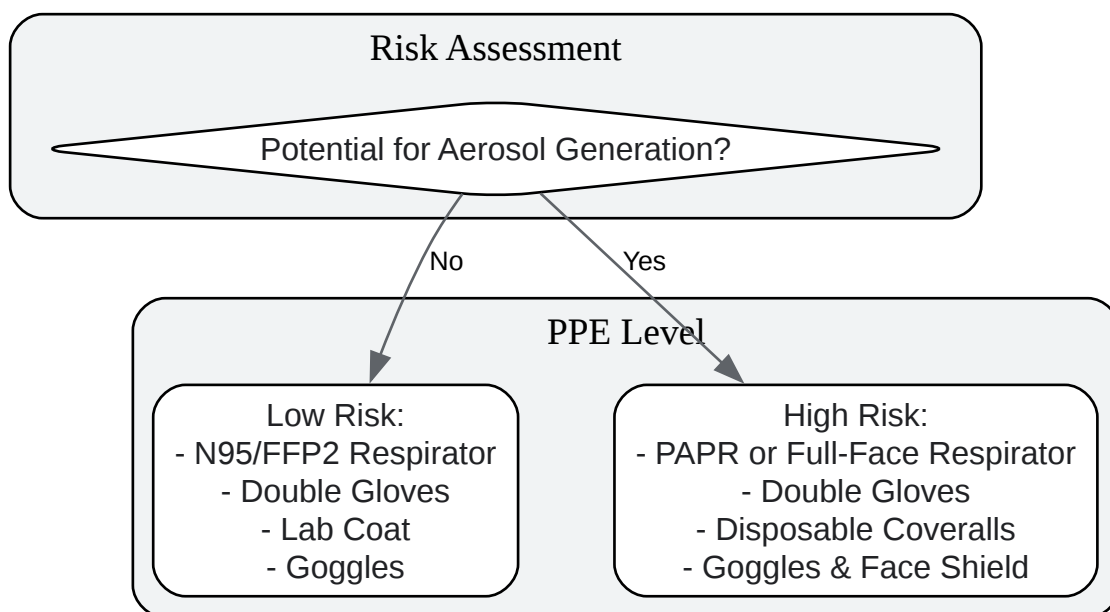 Risk Assessment
Potential for Aerosol Generation?
No
Yes
PPE Level
Low Risk:
- N95/FFP2 Respirator
- Double Gloves
- Lab Coat
- Goggles
High Risk:
- PAPR or Full-Face Respirator
- Double Gloves
- Disposable Coveralls
- Goggles & Face Shield